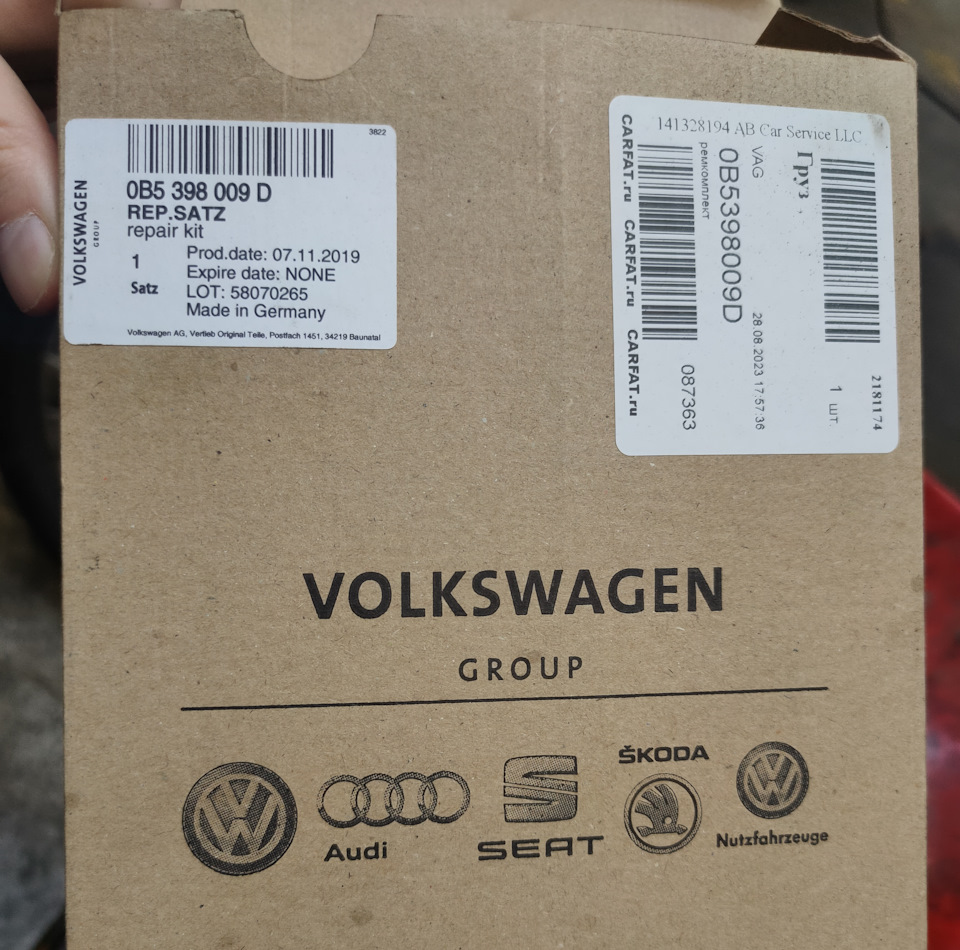 3822
0B5 398 009 D
REP.SATZ
repair kit
1
Satz
Prod.date: 07.11.2019
Expire date: NONE
LOT: 58070265
Made in Germany
Volkswagen AG, Vertieb Original Teile, Postfach 1451, 34219 Baunatal
VOLKSWAGEN
GROUP
141328194 AB Car Service LLC
CARFAT.ru CARFAT.ru CARFAT.ru
087363
ремкомплект
0B5398009D
VAG
28.08.2023 17:57:36
Груз
1 шт.
2181174
VOLKSWAGEN
GROUP
Audi
SEAT
ŠKODA
Nutzfahrzeuge